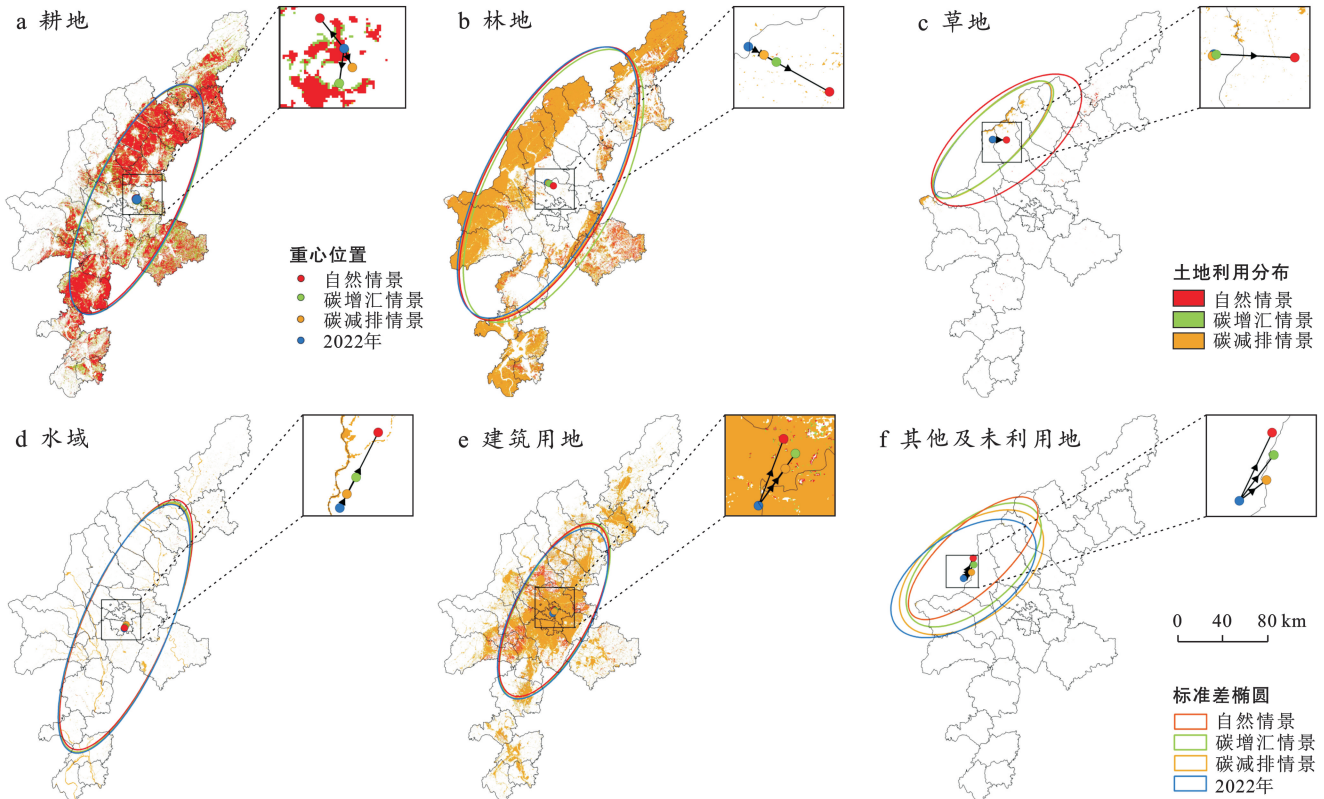 a 耕地
b 林地
c 草地
重心位置
自然情景
碳增汇情景
碳减排情景
2022年
土地利用分布
自然情景
碳增汇情景
碳减排情景
d 水域
e 建筑用地
f 其他及未利用地
0 40 80 km
标准差椭圆
自然情景
碳增汇情景
碳减排情景
2022年